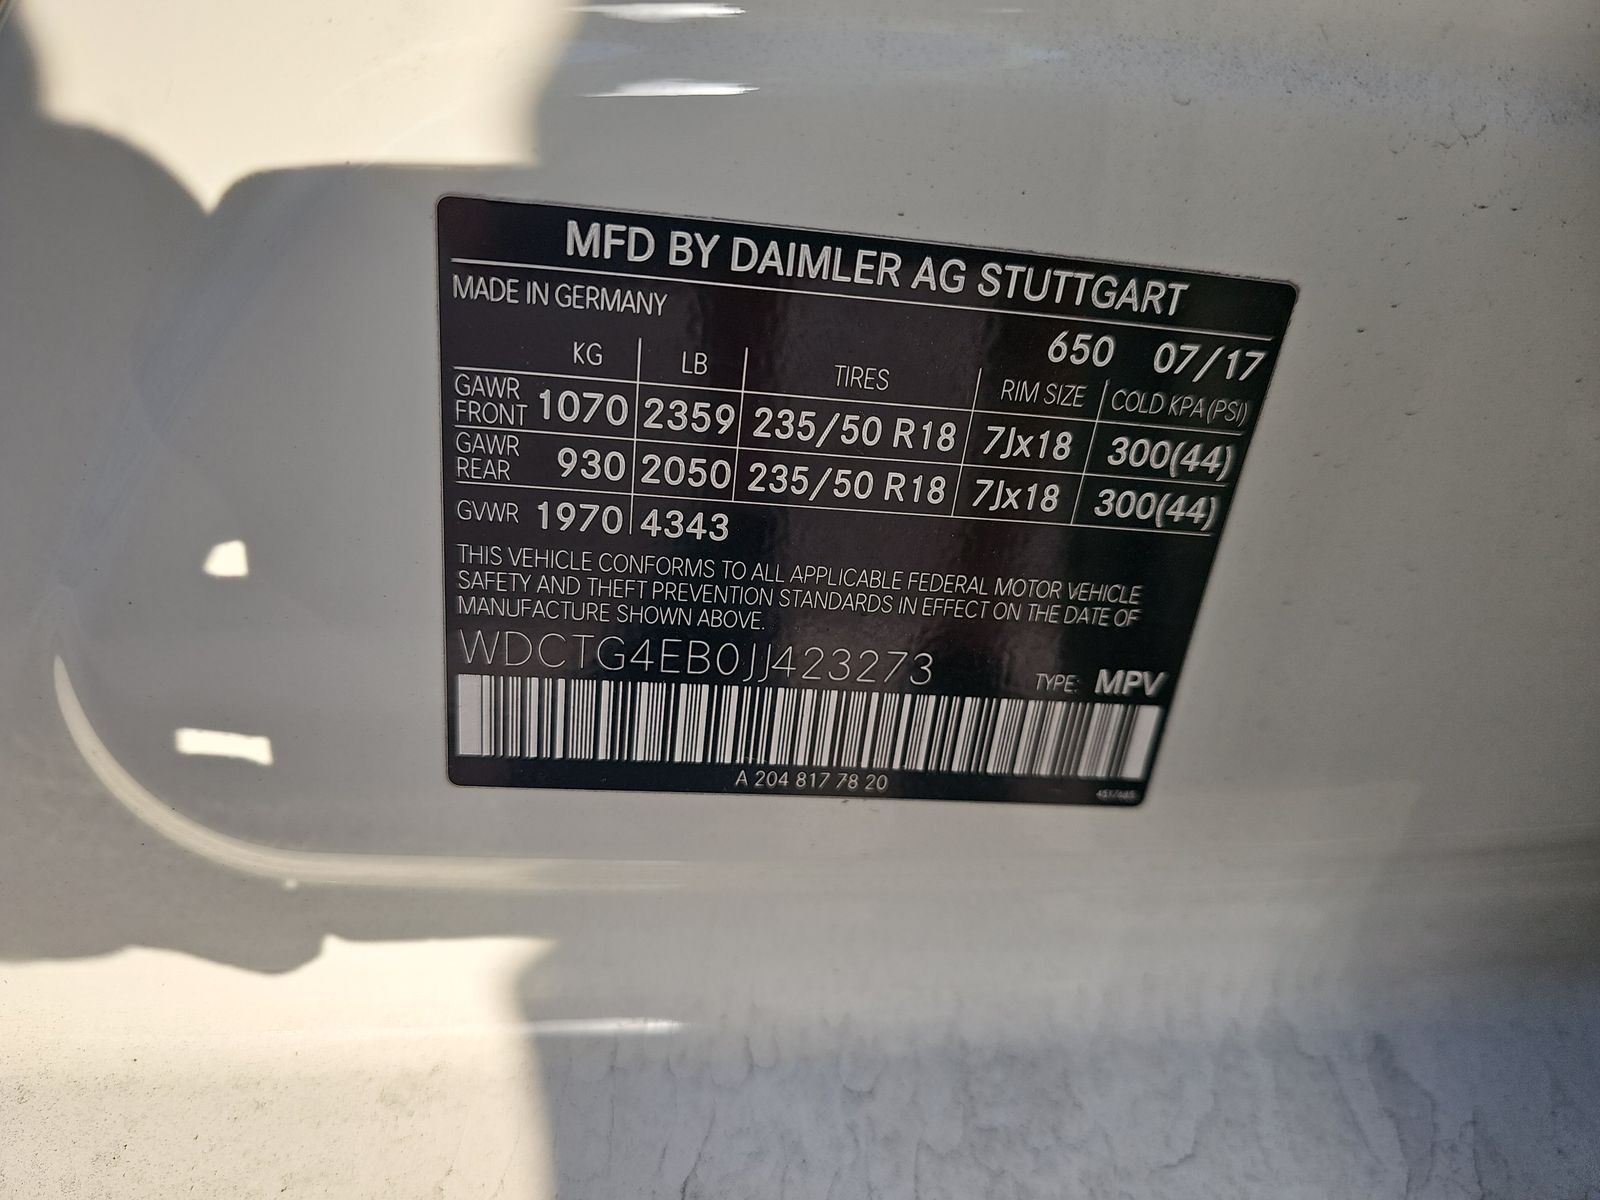 MFD BY DAIMLER AG STUTTGART
MADE IN GERMANY
650 07/17
KG LB TIRES RIM SIZE COLD KPA (PSI)
GAWR FRONT 1070 2359 235/50 R18 7Jx18 300(44)
GAWR REAR 930 2050 235/50 R18 7Jx18 300(44)
GVWR 1970 4343
THIS VEHICLE CONFORMS TO ALL APPLICABLE FEDERAL MOTOR VEHICLE
SAFETY AND THEFT PREVENTION STANDARDS IN EFFECT ON THE DATE OF
MANUFACTURE SHOWN ABOVE.
WDCTG4EB0JJ423273
TYPE: MPV
A 204 817 78 20